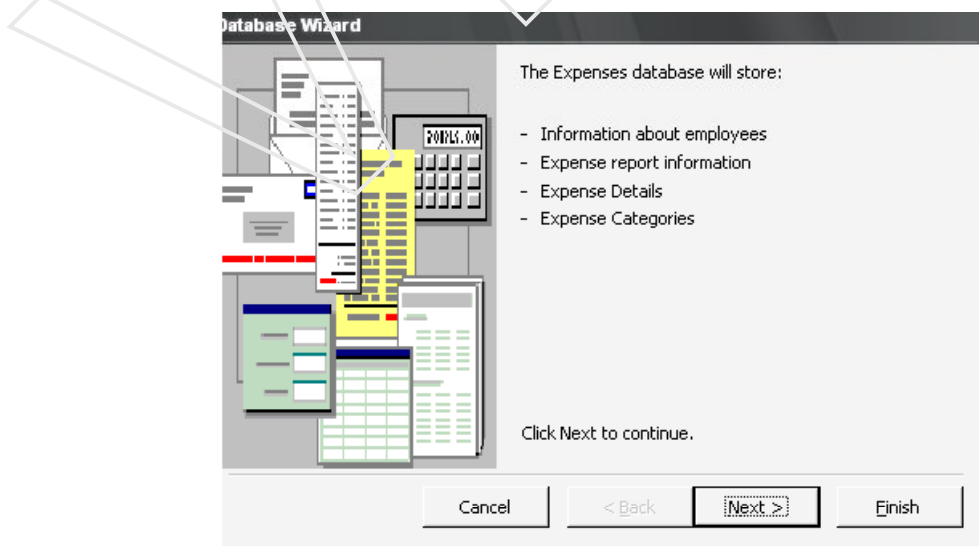 Database Wizard
The Expenses database will store:
- Information about employees
- Expense report information
- Expense Details
- Expense Categories
Click Next to continue.
Cancel
< Back
Next >
Finish